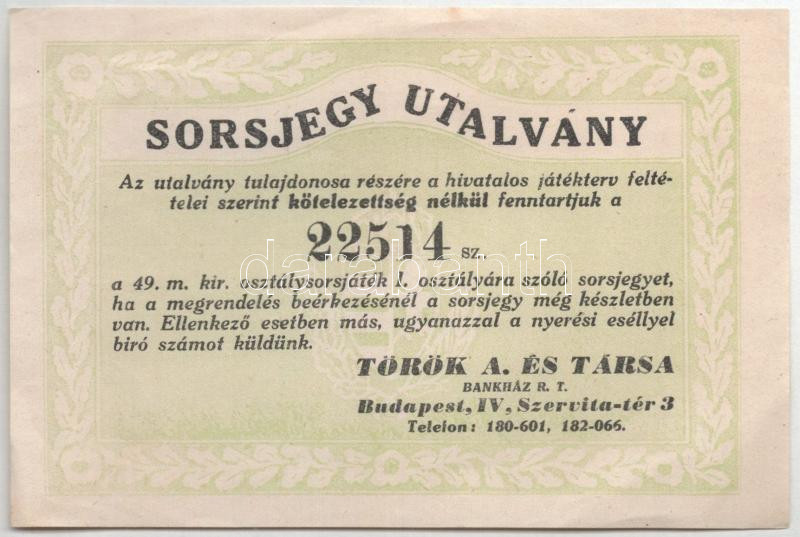 SORSJEGY UTALVÁNY
Az utalvány tulajdonosa részére a hivatalos játékterv felté-
telei szerint kötelezettség nélkül fenntartjuk a
22514 sz.
a 49. m. kir. osztálysorsjáték I. osztályára szóló sorsjegyet,
ha a megrendelés beérkezésénél a sorsjegy még készletben
van. Ellenkező esetben más, ugyanazzal a nyerési eséllyel
biró számot küldünk.
TÖRÖK A. ÉS TÁRSA
BANKHÁZ R. T.
Budapest, IV, Szervita-tér 3
Telefon: 180-601, 182-066.
darabanth